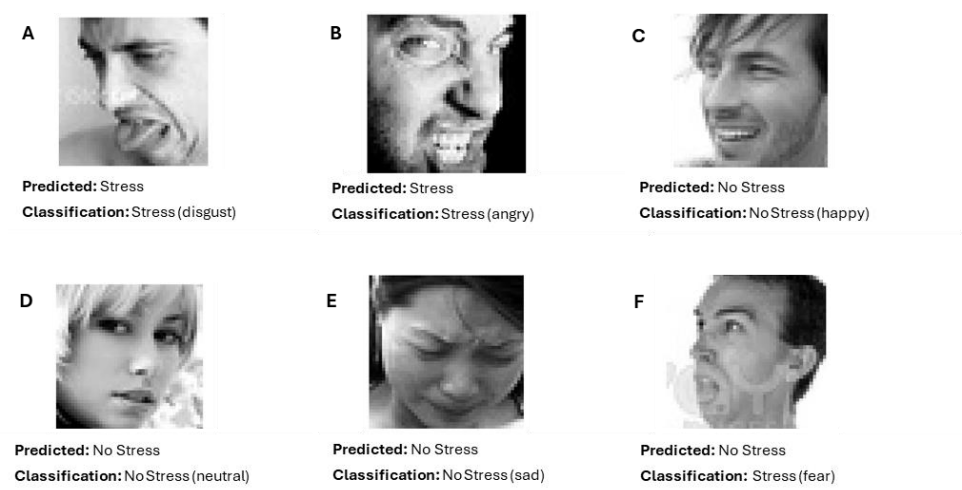 A
B
C
Predicted: Stress
Classification: Stress (disgust)
Predicted: Stress
Classification: Stress (angry)
Predicted: No Stress
Classification: No Stress (happy)
D
E
F
Predicted: No Stress
Classification: No Stress (neutral)
Predicted: No Stress
Classification: No Stress (sad)
Predicted: No Stress
Classification: Stress (fear)